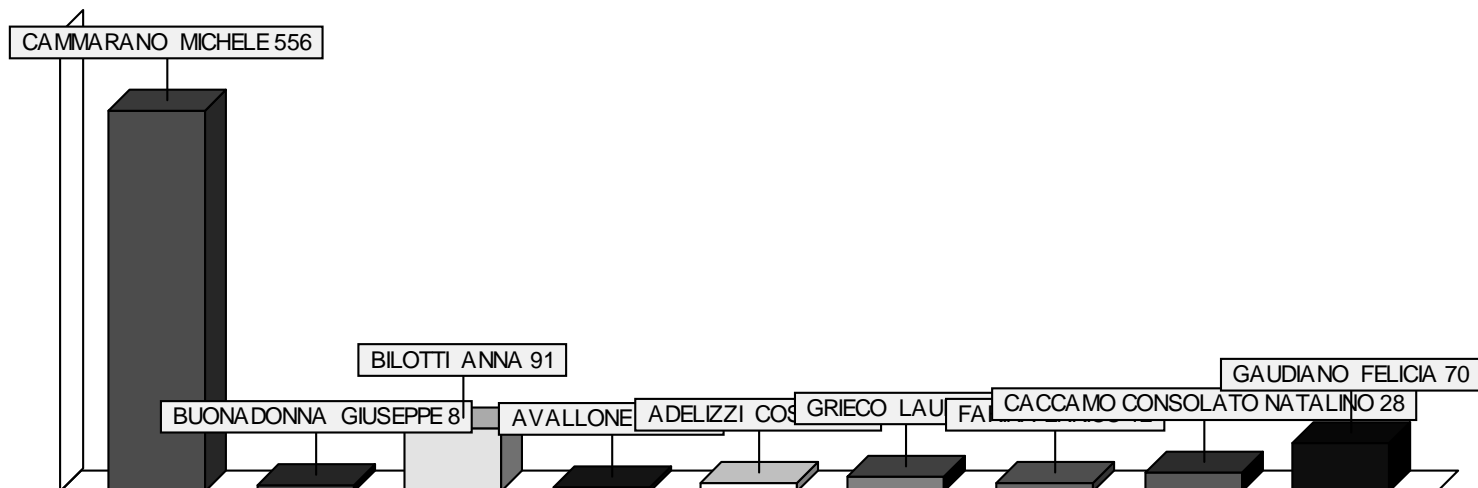 CAMMARANO MICHELE 556
BUONADONNA GIUSEPPE 8
BILOTTI ANNA 91
AVALLONE
ADELIZZI
GRIECO
CACCAMO CONSOLATO NATALINO 28
GAUDIANO FELICIA 70